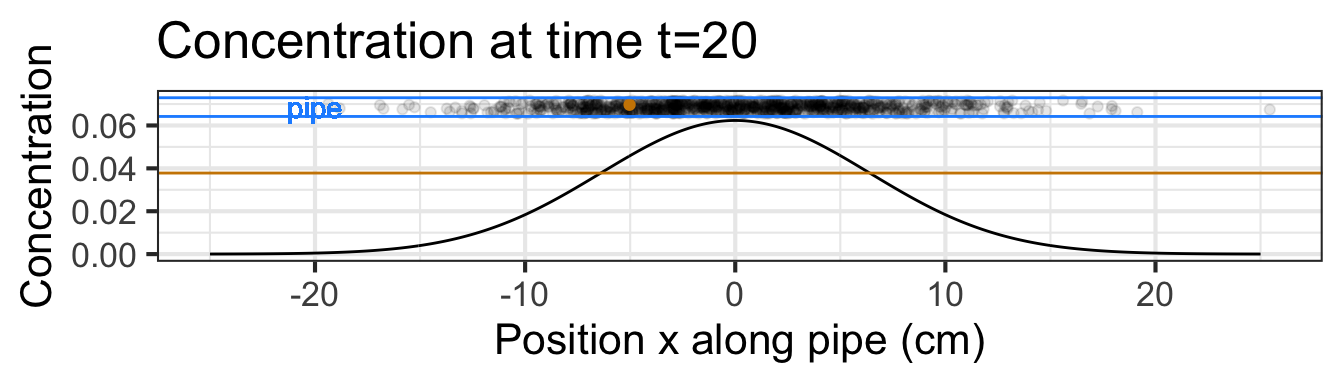 Concentration at time t=20
Concentration
pipe
0.06
0.04
0.02
0.00
-20 -10 0 10 20
Position x along pipe (cm)